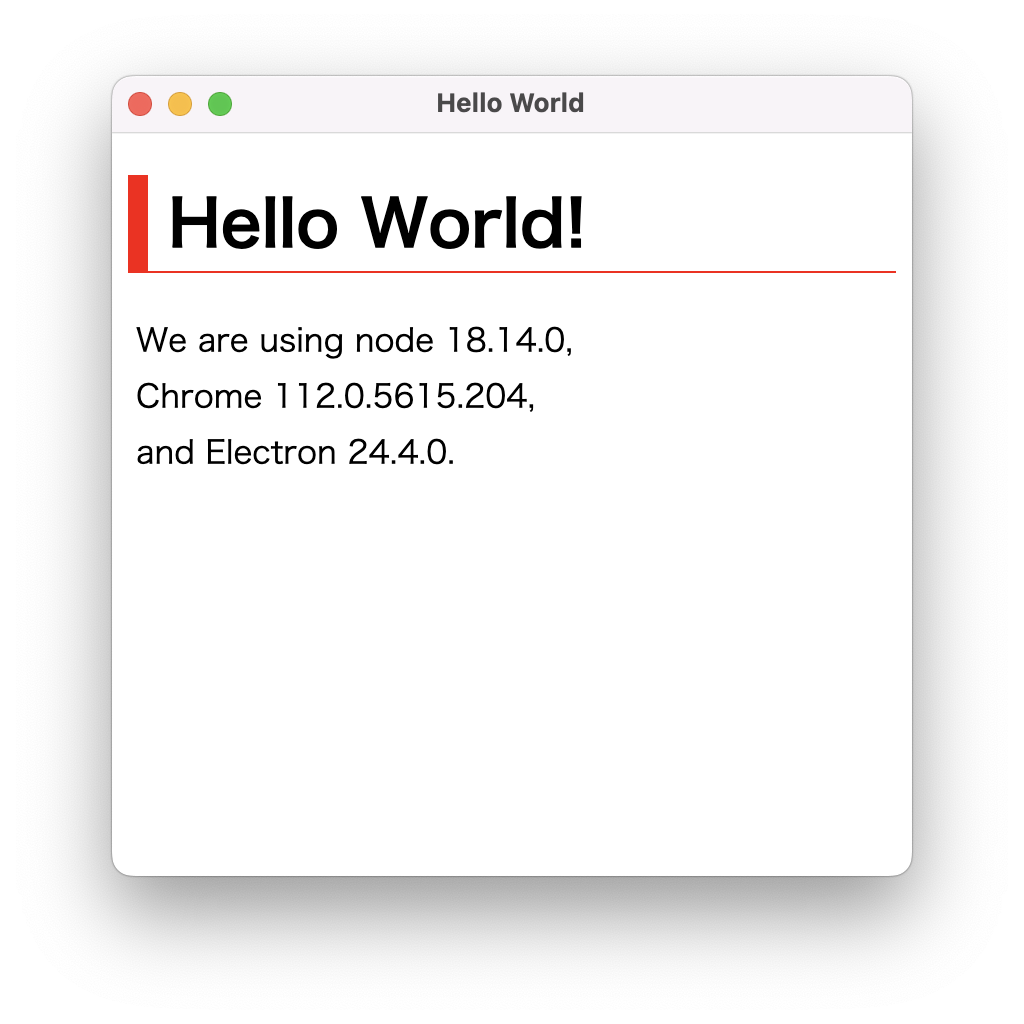 Hello World
Hello World!
We are using node 18.14.0,
Chrome 112.0.5615.204,
and Electron 24.4.0.